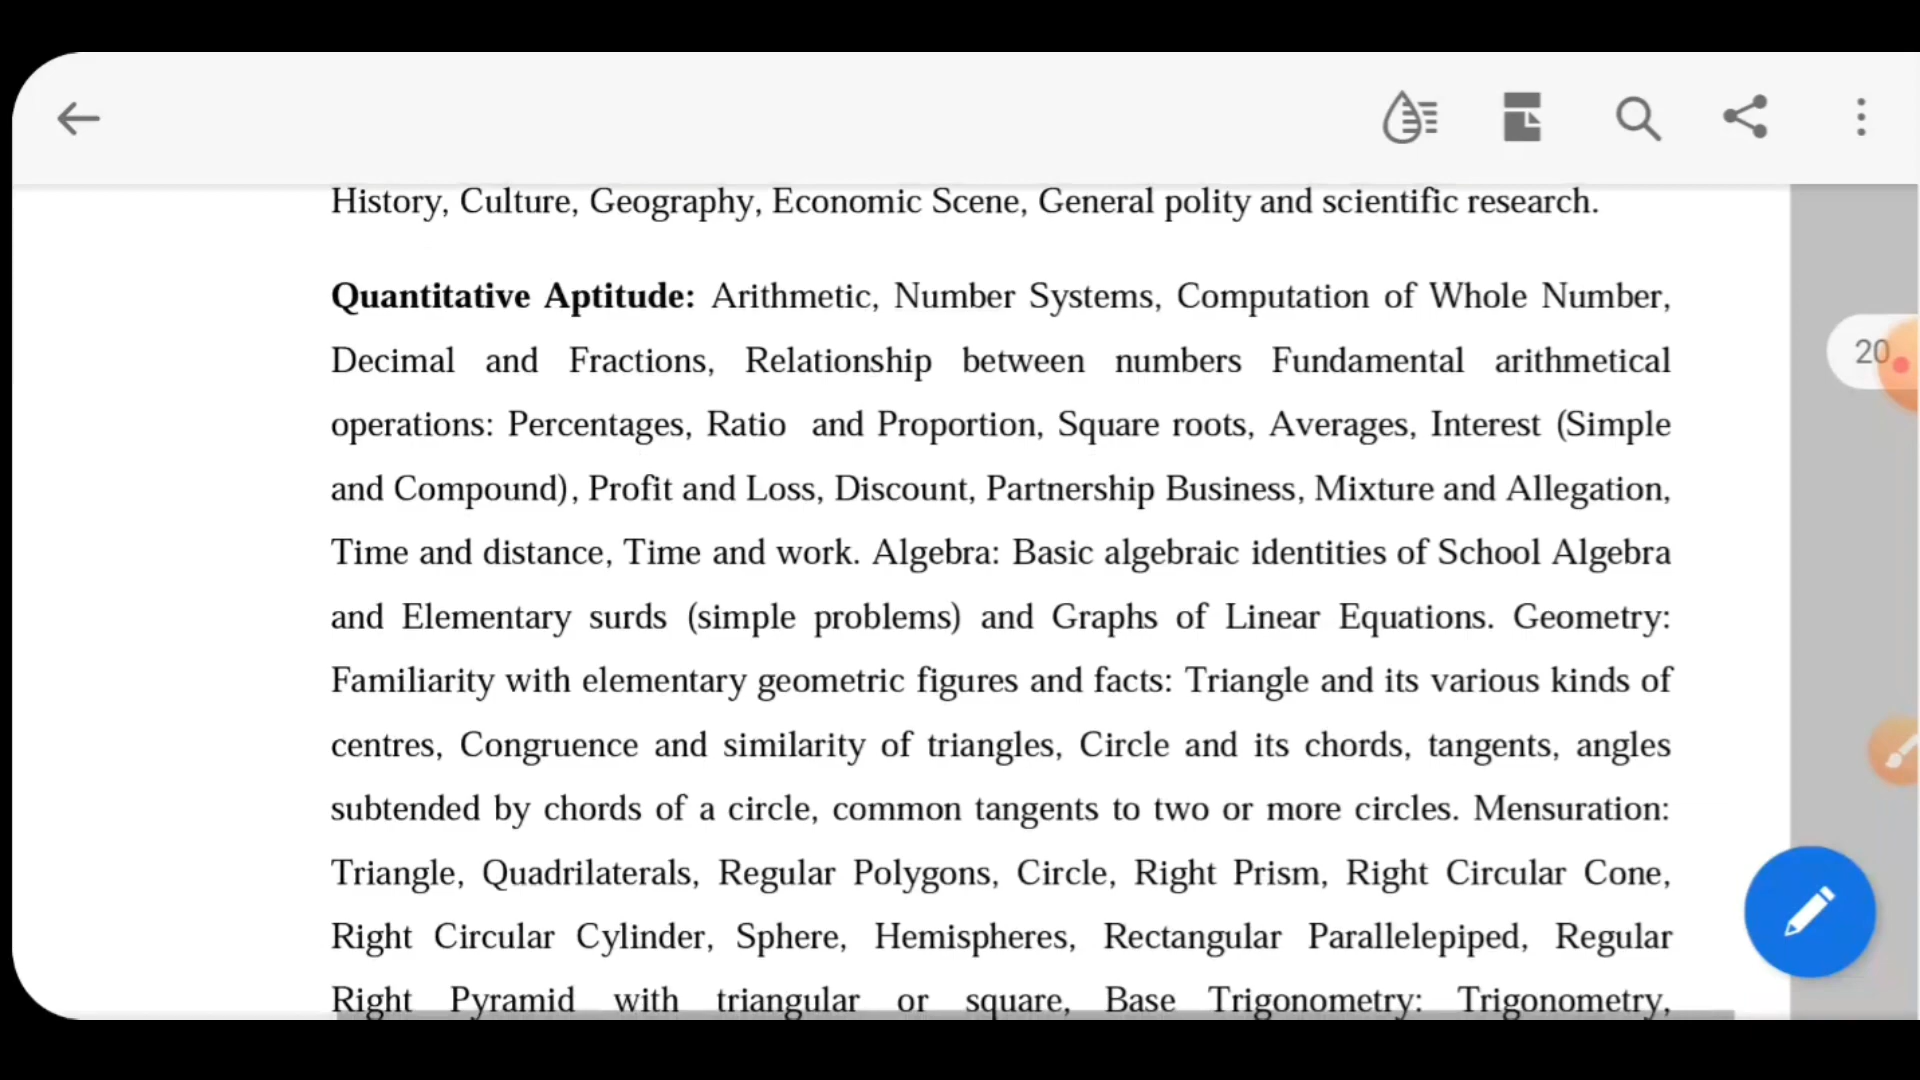 History, Culture, Geography, Economic Scene, General polity and scientific research.
Quantitative Aptitude: Arithmetic, Number Systems, Computation of Whole Number,
Decimal and Fractions, Relationship between numbers Fundamental arithmetical
20
operations: Percentages, Ratio and Proportion, Square roots, Averages, Interest (Simple
and Compound), Profit and Loss, Discount, Partnership Business, Mixture and Allegation,
Time and distance, Time and work. Algebra: Basic algebraic identities of School Algebra
and Elementary surds (simple problems) and Graphs of Linear Equations. Geometry:
Familiarity with elementary geometric figures and facts: Triangle and its various kinds of
centres, Congruence and similarity of triangles, Circle and its chords, tangents, angles
subtended by chords of a circle, common tangents to two or more circles. Mensuration:
Triangle, Quadrilaterals, Regular Polygons, Circle, Right Prism, Right Circular Cone,
Right Circular Cylinder, Sphere, Hemispheres, Rectangular Parallelepiped, Regular
Right Pyramid with triangular or square, Base Trigonometry: Trigonometry,